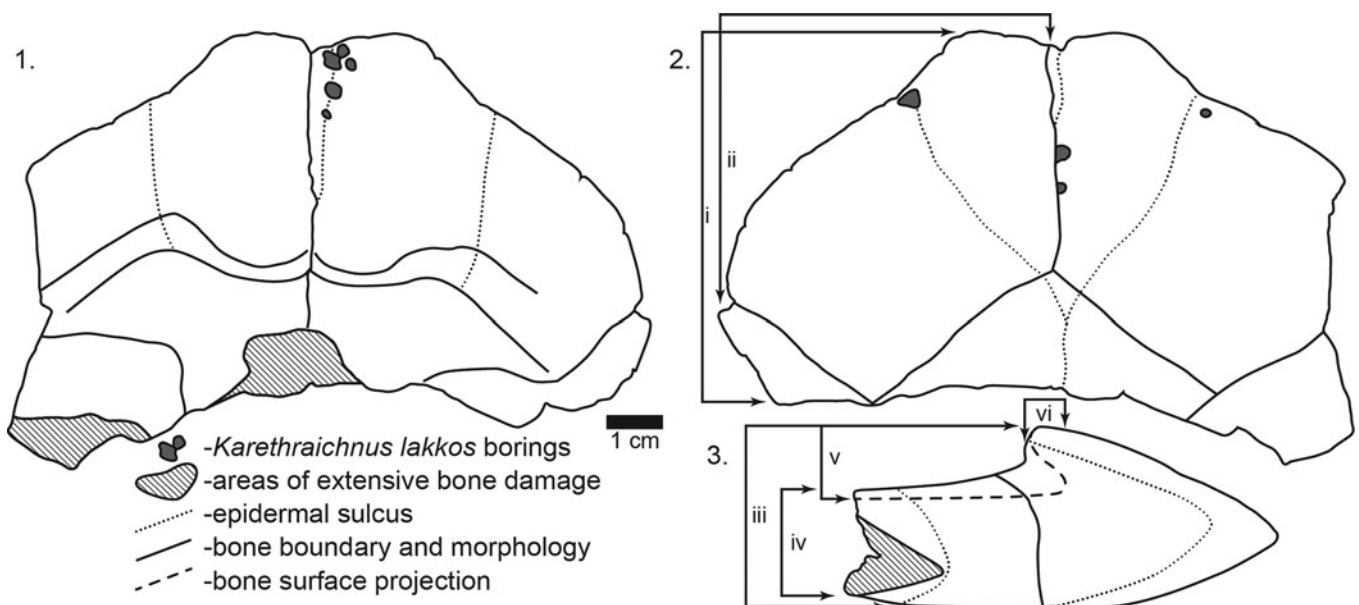 1.
2.
ii
i
1 cm
-Karethraichnus lakkos borings
-areas of extensive bone damage
-epidermal sulcus
-bone boundary and morphology
-bone surface projection
3.
vi
v
iii
iv